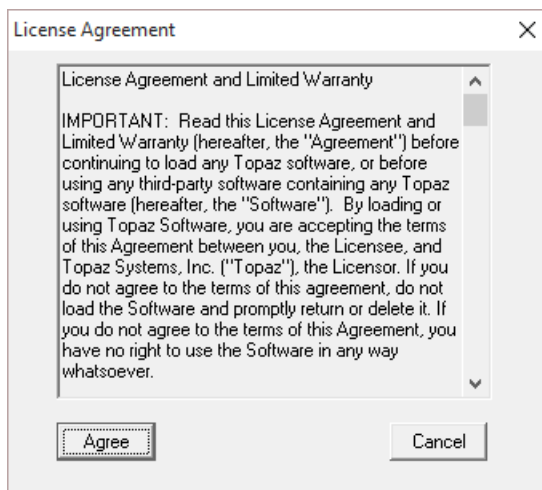 License Agreement
License Agreement and Limited Warranty
IMPORTANT:  Read this License Agreement and
Limited Warranty (hereafter, the "Agreement") before
continuing to load any Topaz software, or before
using any third-party software containing any Topaz
software (hereafter, the "Software").  By loading or
using Topaz Software, you are accepting the terms
of this Agreement between you, the Licensee, and
Topaz Systems, Inc. ("Topaz"), the Licensor. If you
do not agree to the terms of this agreement, do not
load the Software and promptly return or delete it. If
you do not agree to the terms of this Agreement, you
have no right to use the Software in any way
whatsoever.
Agree
Cancel